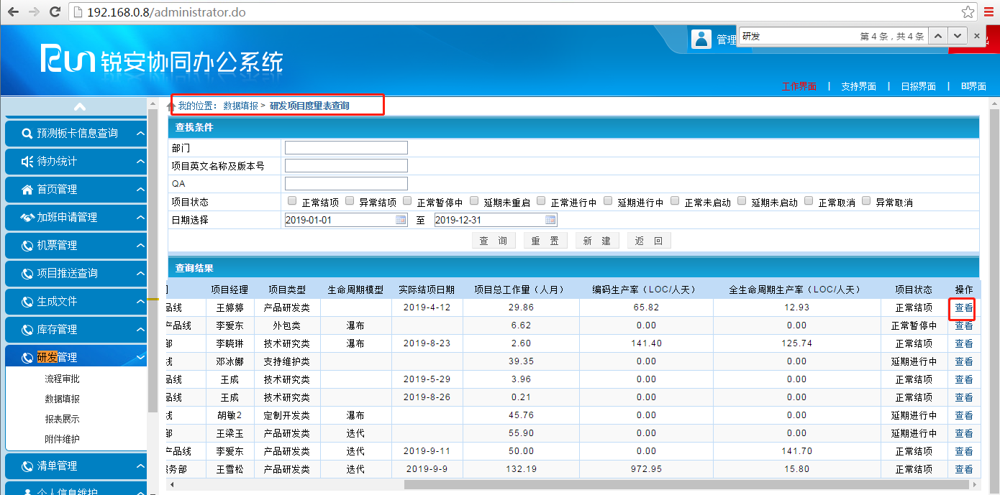 192.168.0.8/administrator.do
研发 第 4 条 , 共 4 条
管理
Run 锐安协同办公系统
工作界面 | 支持界面 | 日报界面 | BI界面
我的位置: 数据填报 > 研发项目度量表查询
预测板卡信息查询
待办统计
首页管理
加班申请管理
机票管理
项目推送查询
生成文件
库存管理
研发管理
流程审批
数据填报
报表展示
附件维护
清单管理
个人信息维护
查找条件
部门
项目英文名称及版本号
QA
项目状态 正常结项 异常结项 正常暂停中 延期未重启 正常进行中 延期进行中 正常未启动 延期未启动 正常取消 异常取消
日期选择 2019-01-01 至 2019-12-31
查 询 重 置 新 建 返 回
查询结果
项目经理 项目类型 生命周期模型 实际结项日期 项目总工作量（人月） 编码生产率（LOC/人天） 全生命周期生产率（LOC/人天） 项目状态 操作
品线 王婷婷 产品研发类 2019-4-12 29.86 65.82 12.93 正常结项 查看
产品线 李爱东 外包类 瀑布 6.62 0.00 0.00 正常暂停中 查看
部 李晓琳 技术研究类 瀑布 2019-8-23 2.60 141.40 125.74 正常结项 查看
线 邓冰娜 支持维护类 39.35 0.00 0.00 延期进行中 查看
品线 王成 技术研究类 2019-5-29 3.96 0.00 0.00 正常结项 查看
品线 王成 技术研究类 2019-8-26 0.21 0.00 0.00 正常结项 查看
线 胡敏2 定制开发类 瀑布 45.76 0.00 0.00 延期进行中 查看
部 王梁玉 产品研发类 迭代 55.90 0.00 0.00 延期进行中 查看
产品线 李爱东 产品研发类 迭代 2019-9-11 50.00 0.00 141.70 正常结项 查看
服务部 王雪松 产品研发类 迭代 2019-9-9 132.19 972.95 15.80 正常结项 查看